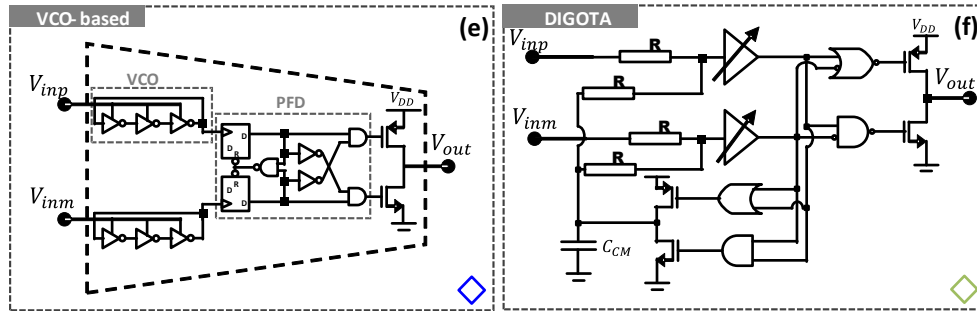 VCO-based
(e)
VCO
V_inp
PFD
V_DD
D
D
R
V_out
R
D
D
V_inm
DIGOTA
(f)
V_inp
R
V_DD
R
V_out
V_inm
R
R
C_CM